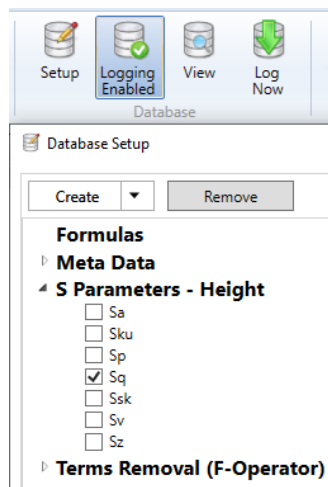 Setup
Logging
Enabled
View
Log
Now
Database
Database Setup
Create
Remove
Formulas
Meta Data
S Parameters - Height
Sa
Sku
Sp
Sq
Ssk
Sv
Sz
Terms Removal (F-Operator)